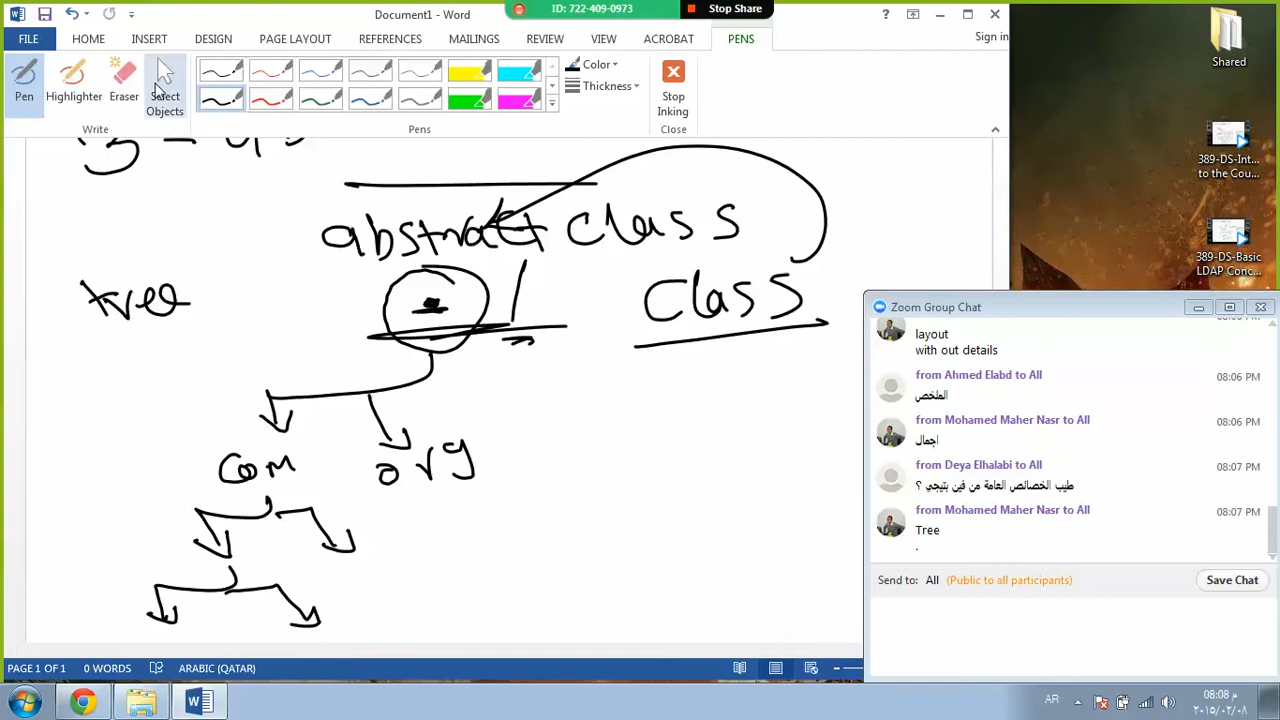 Document1 - Word
ID: 722-409-0973
Stop Share
FILE HOME INSERT DESIGN PAGE LAYOUT REFERENCES MAILINGS REVIEW VIEW ACROBAT PENS
Sign in
Pen Highlighter Eraser Select Objects
Color
Thickness
Stop Inking
Write Pens Close
abstract class
tree
class
com org
PAGE 1 OF 1 0 WORDS ARABIC (QATAR)
Shared
389-DS-Int...
to the Cou...
389-DS-Basic
LDAP Conc...
Zoom Group Chat
layout
with out details
from Ahmed Elabd to All 08:06 PM
الملخص
from Mohamed Maher Nasr to All 08:06 PM
اجمال
from Deya Elhalabi to All 08:07 PM
طيب الخصائص العامة من فين بتيجي ؟
from Mohamed Maher Nasr to All 08:07 PM
Tree
.
Send to: All (Public to all participants) Save Chat
AR
08:08 م
٢٠١٥/٠٢/٠٨